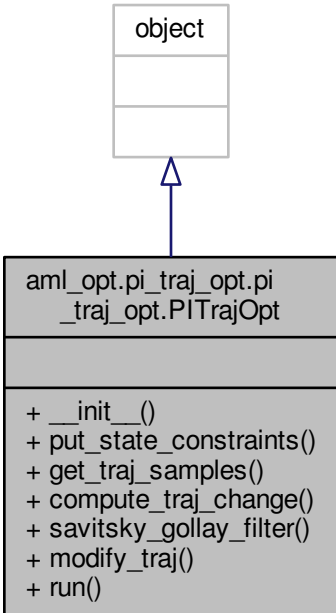 object
aml_opt.pi_traj_opt.pi
_traj_opt.PITrajOpt
+ __init__()
+ put_state_constraints()
+ get_traj_samples()
+ compute_traj_change()
+ savitsky_gollay_filter()
+ modify_traj()
+ run()